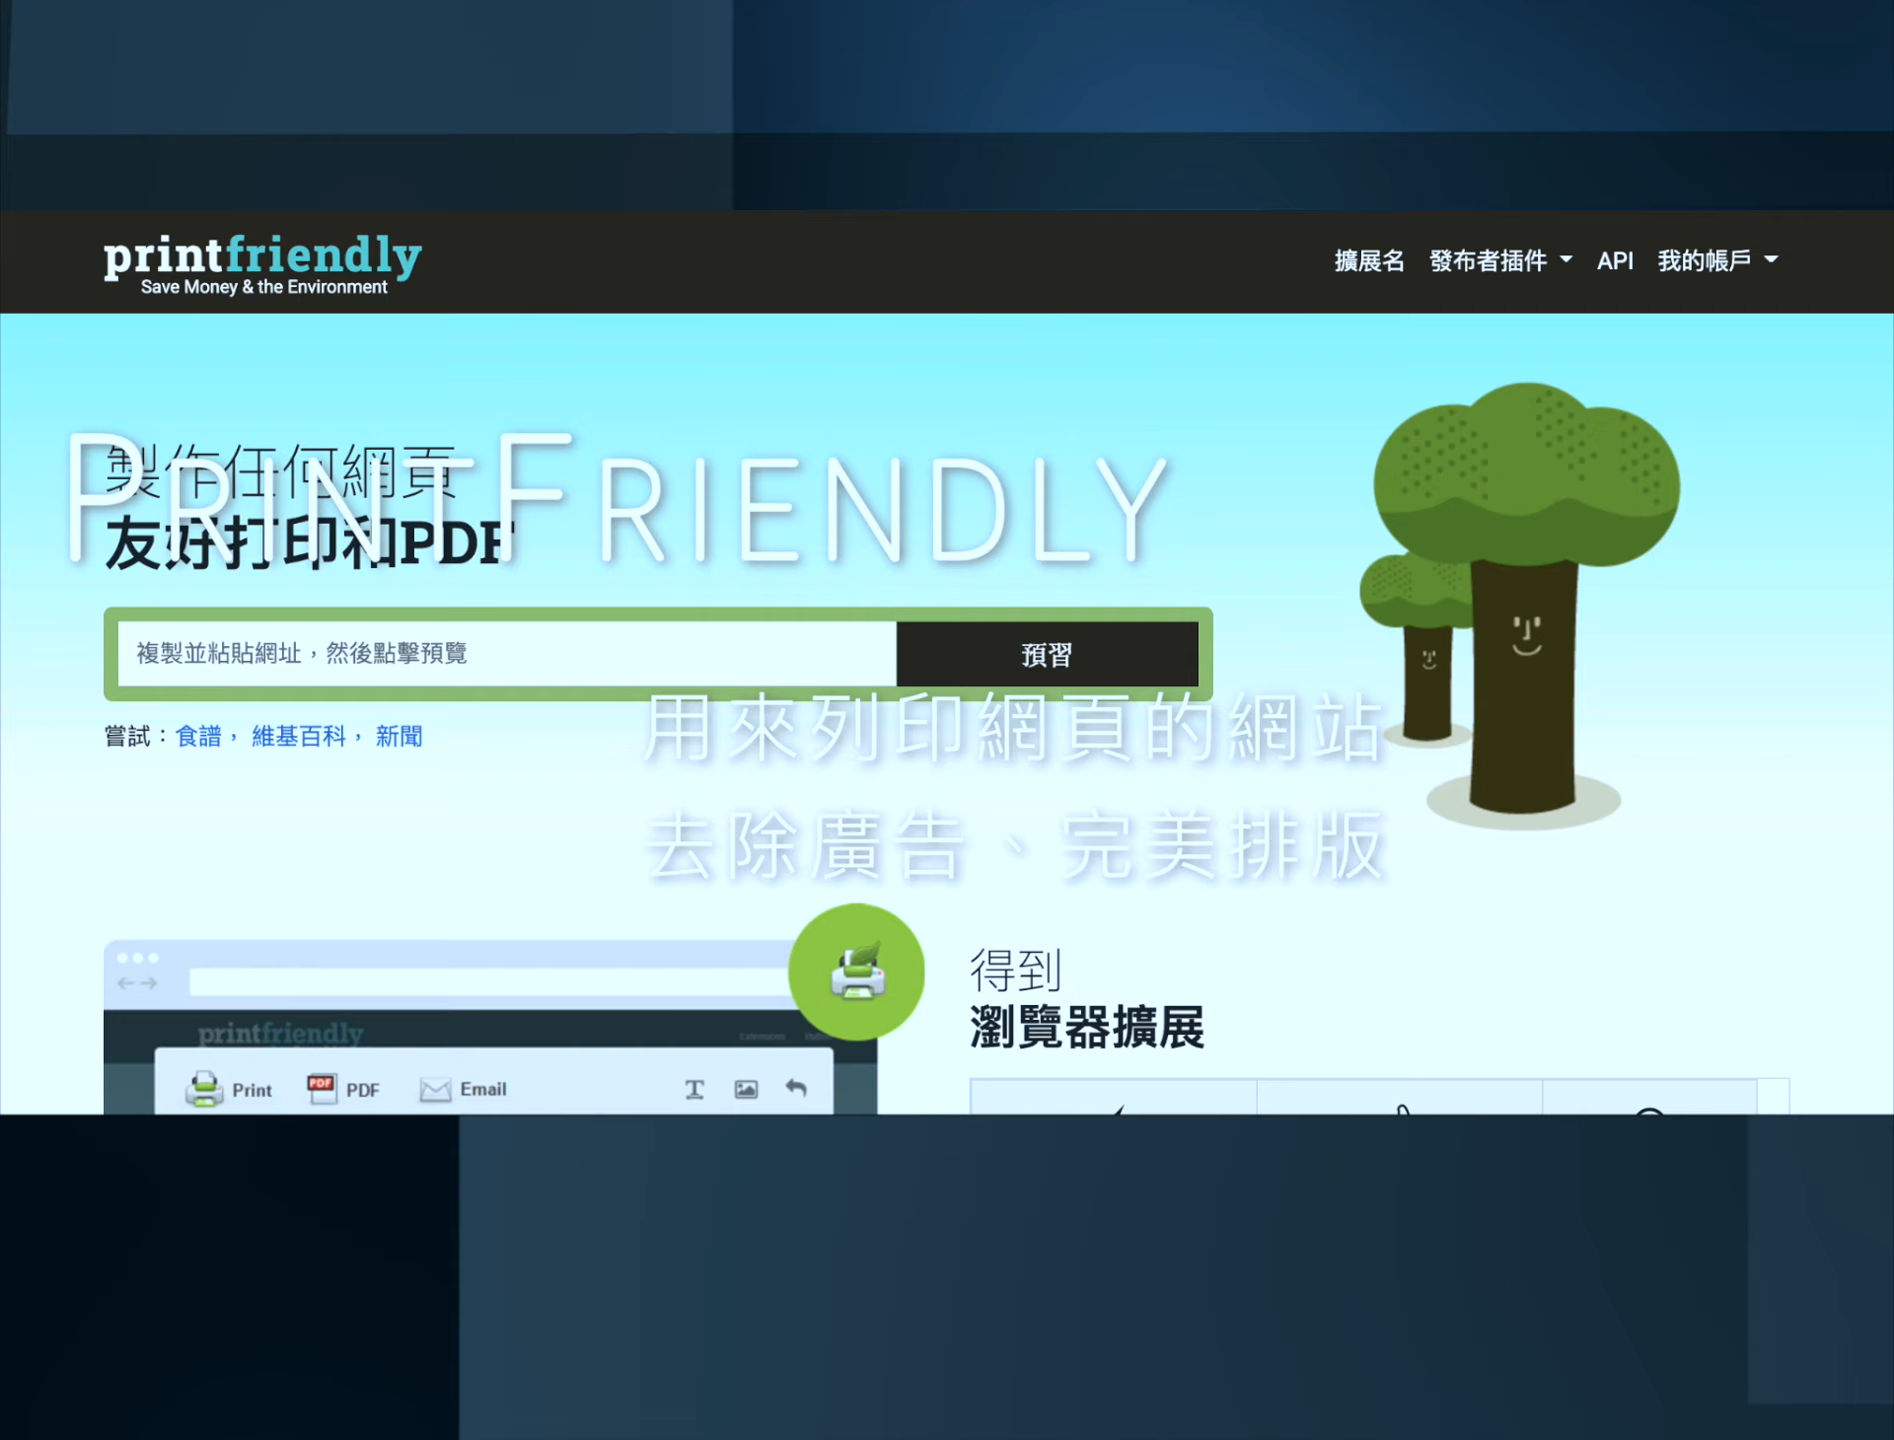 printfriendly
Save Money & the Environment
擴展名 發布者插件 API 我的帳戶
製作任何網頁
友好打印和PDF
PRINTFRIENDLY
複製並粘貼網址，然後點擊預覽
預習
嘗試：食譜， 維基百科， 新聞
用來列印網頁的網站
去除廣告、完美排版
得到
瀏覽器擴展
printfriendly
Extensions
Print PDF Email